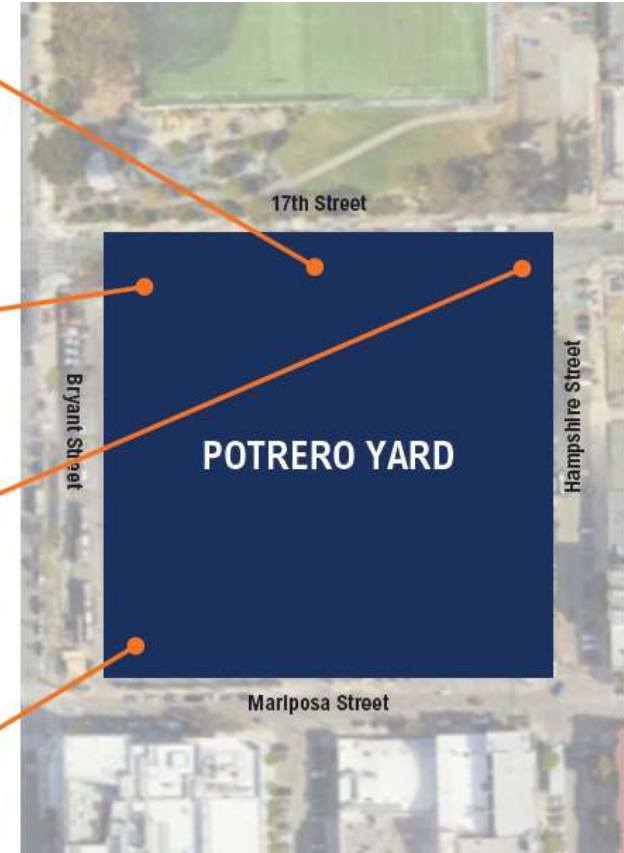 17th Street
Bryant Street
Hampshire Street
POTRERO YARD
Mariposa Street